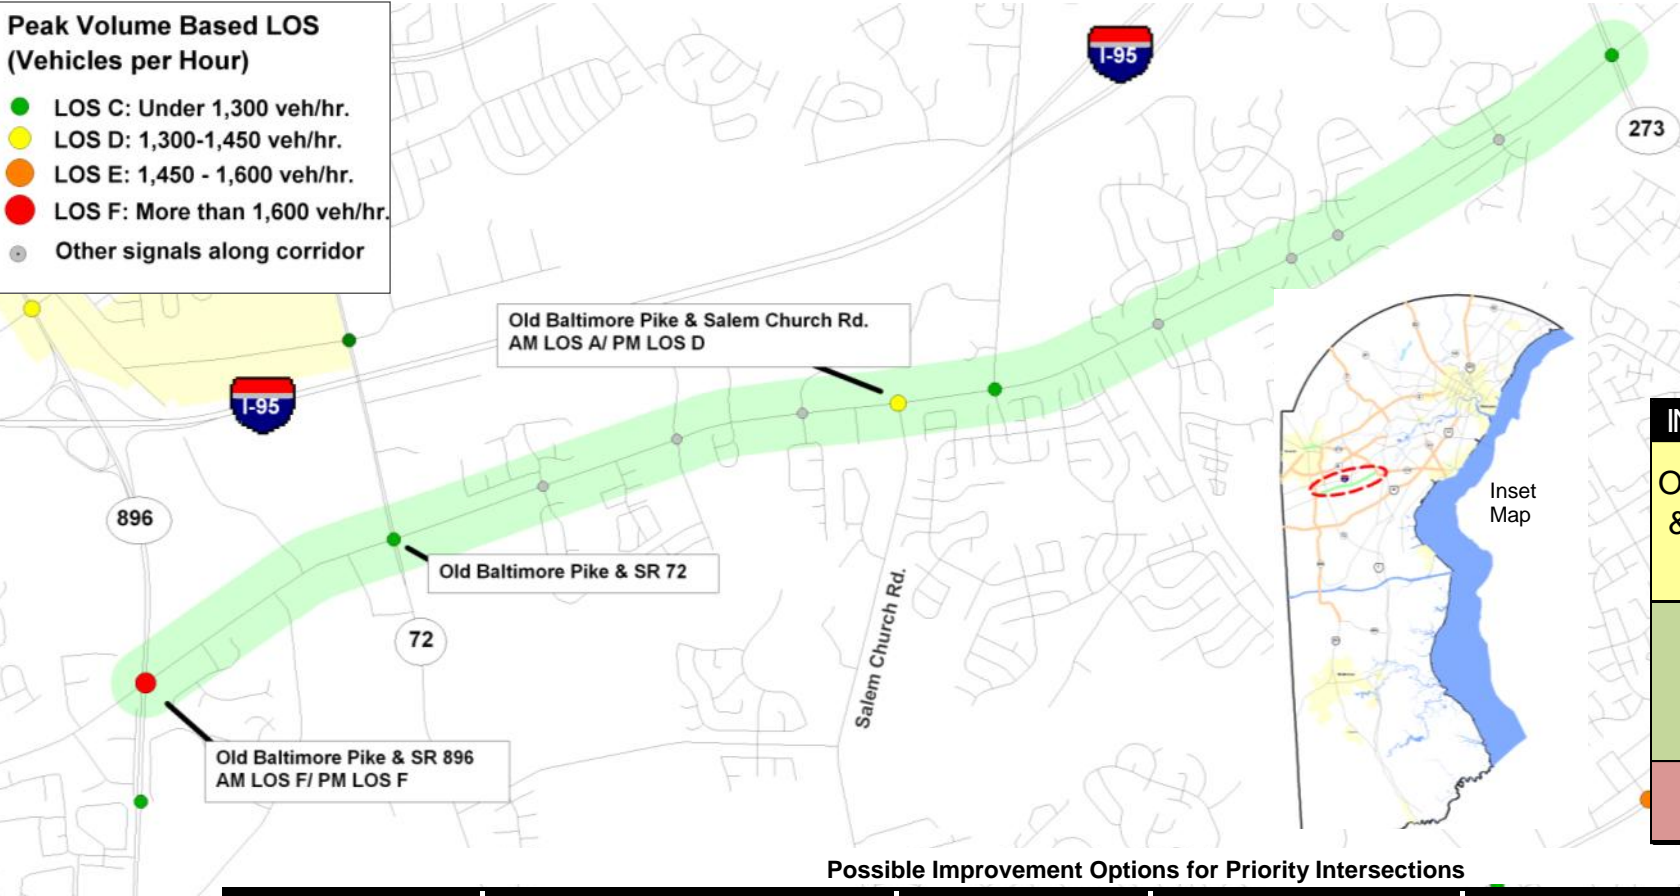 Peak Volume Based LOS
(Vehicles per Hour)
LOS C: Under 1,300 veh/hr.
LOS D: 1,300-1,450 veh/hr.
LOS E: 1,450 - 1,600 veh/hr.
LOS F: More than 1,600 veh/hr.
Other signals along corridor
I-95
273
Old Baltimore Pike & Salem Church Rd.
AM LOS A/ PM LOS D
I-95
896
Inset
Map
Old Baltimore Pike & SR 72
72
Salem Church Rd.
Old Baltimore Pike & SR 896
AM LOS F/ PM LOS F
Possible Improvement Options for Priority Intersections